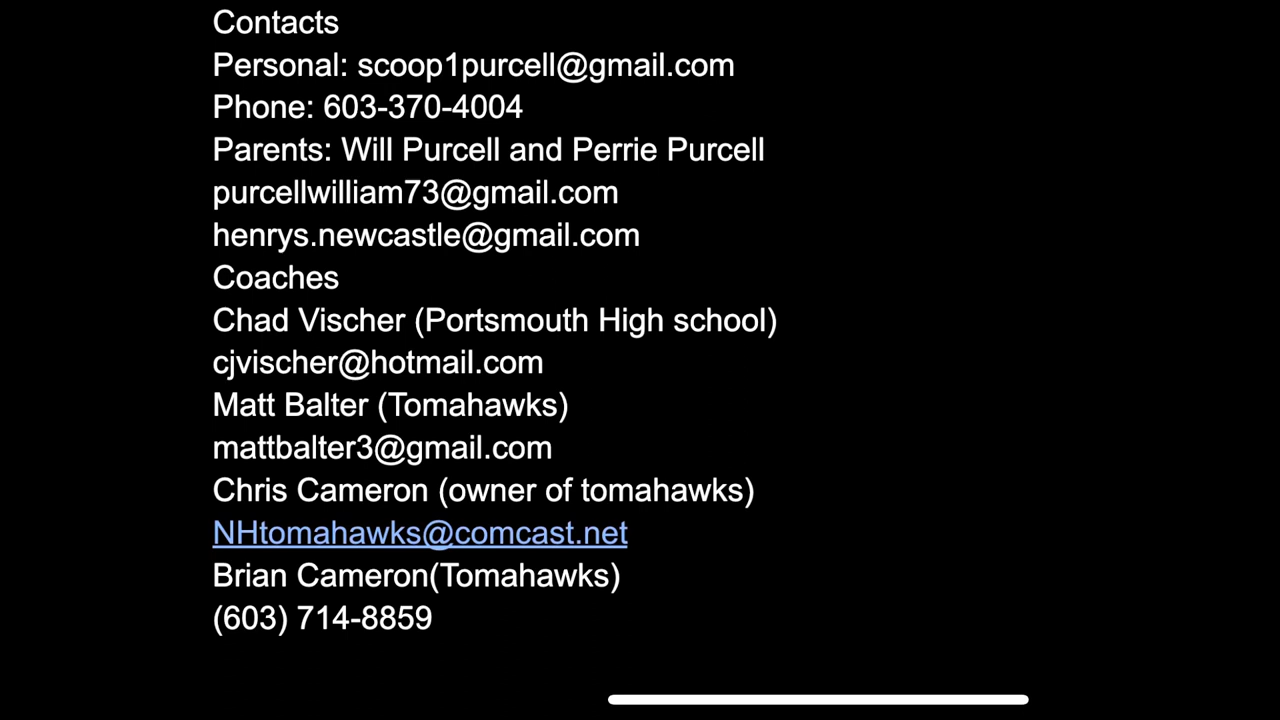 Contacts
Personal: scoop1purcell@gmail.com
Phone: 603-370-4004
Parents: Will Purcell and Perrie Purcell
purcellwilliam73@gmail.com
henrys.newcastle@gmail.com
Coaches
Chad Vischer (Portsmouth High school)
cjvischer@hotmail.com
Matt Balter (Tomahawks)
mattbalter3@gmail.com
Chris Cameron (owner of tomahawks)
NHtomahawks@comcast.net
Brian Cameron(Tomahawks)
(603) 714-8859